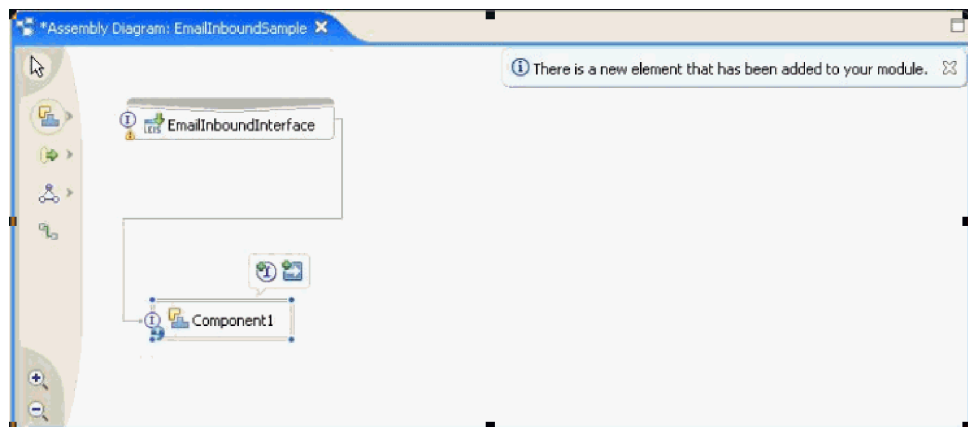 *Assembly Diagram: EmailInboundSample
There is a new element that has been added to your module.
EmailInboundInterface
Component1